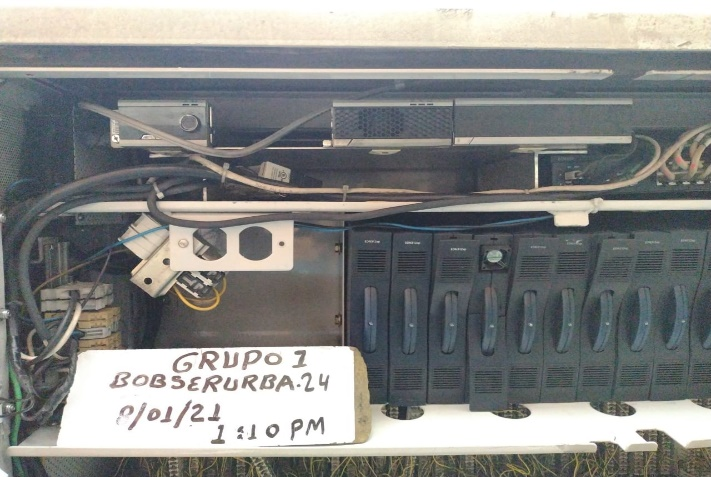 GRUPO 1
BOBSERURBA.24
8/01/21
1:10 PM